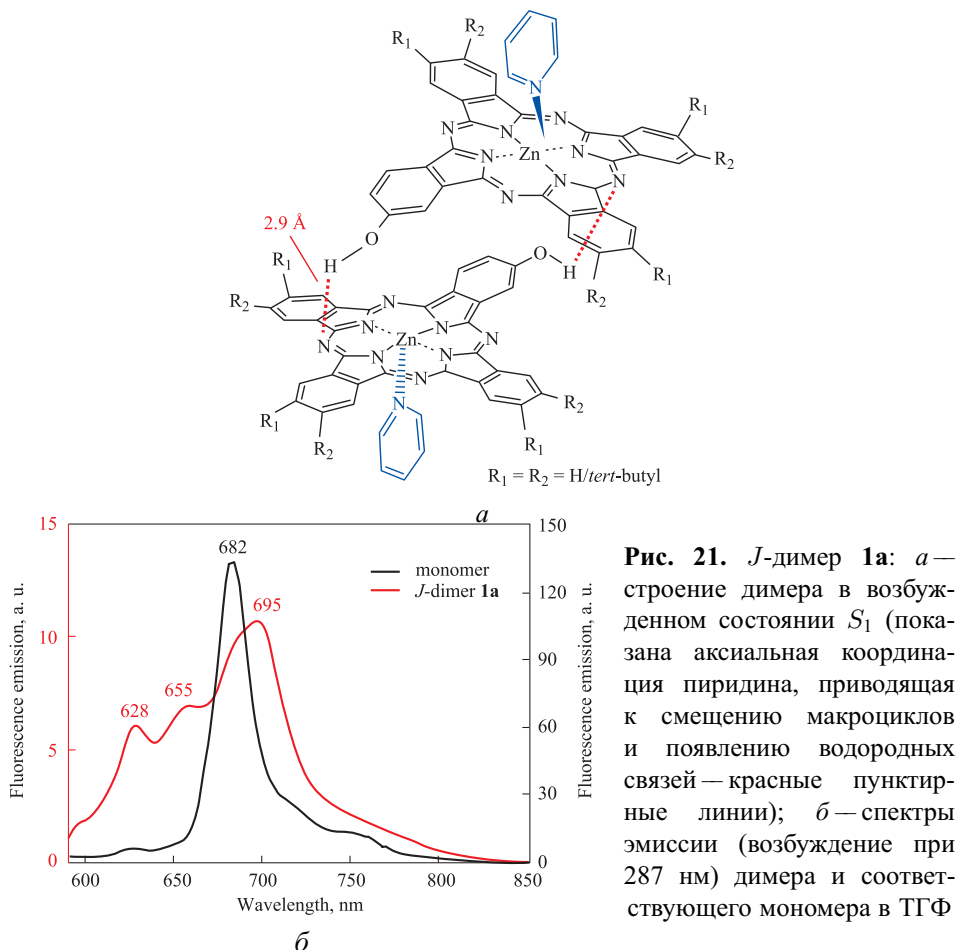 R1
R2
N
N
N
R1
N
Zn
N
R2
N
N
N
2.9 Å
O
H
O
H
R1
R2
R1
R2
N
N
N
N
Zn
N
N
N
N
R1
R2
N
R2
R1
R1 = R2 = H/tert-butyl
а
15
10
5
0
Fluorescence emission, a. u.
682
monomer
J-dimer 1a
695
655
628
150
120
90
60
30
0
Fluorescence emission, a. u.
600 650 700 750 800 850
Wavelength, nm
б
Рис. 21. J-димер 1а: а —
строение димера в возбуж-
денном состоянии S1 (пока-
зана аксиальная координа-
ция пиридина, приводящая
к смещению макроциклов
и появлению водородных
связей — красные пунктир-
ные линии); б — спектры
эмиссии (возбуждение при
287 нм) димера и соответ-
ствующего мономера в ТГФ